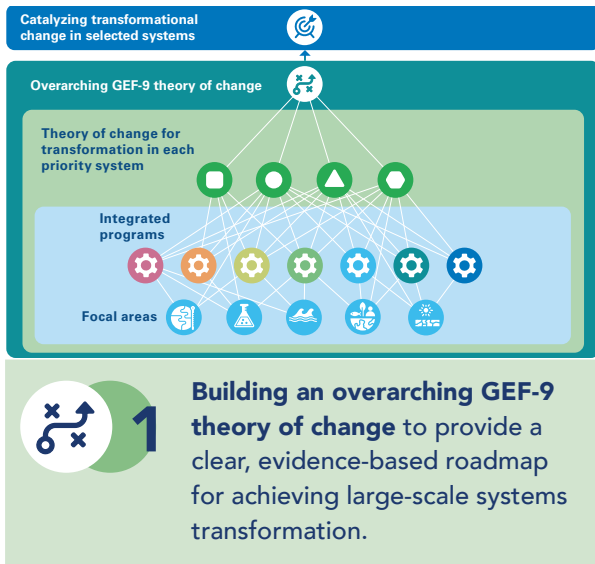 Catalyzing transformational
change in selected systems
Overarching GEF-9 theory of change
Theory of change for
transformation in each
priority system
Integrated
programs
Focal areas
1
Building an overarching GEF-9
theory of change to provide a
clear, evidence-based roadmap
for achieving large-scale systems
transformation.